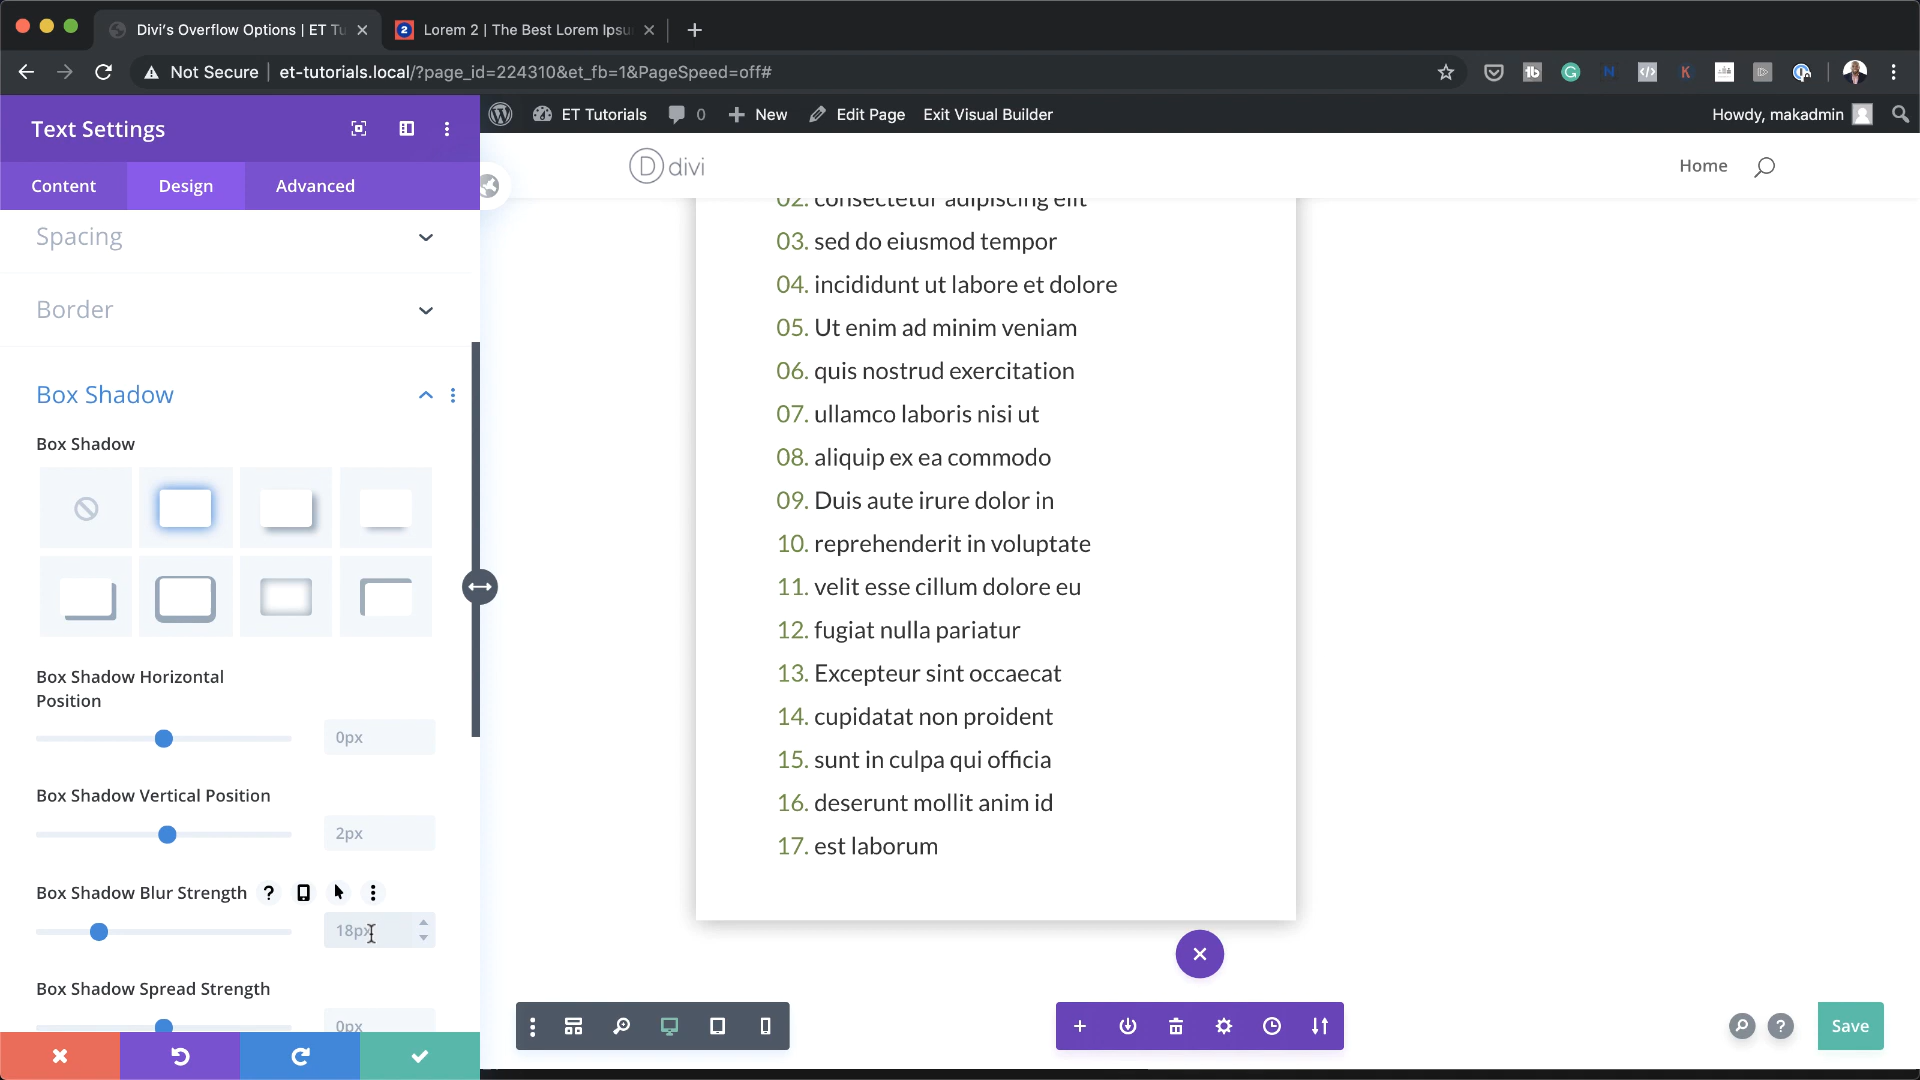 Divi's Overflow Options | ET Tu
Lorem 2 | The Best Lorem Ipsu
Not Secure | et-tutorials.local/?page_id=224310&et_fb=1&PageSpeed=off#
ET Tutorials 0 New Edit Page Exit Visual Builder Howdy, makadmin
Text Settings
Content Design Advanced
D divi
Home
Spacing
Border
Box Shadow
Box Shadow
Box Shadow Horizontal
Position
0px
Box Shadow Vertical Position
2px
Box Shadow Blur Strength ?
18px
Box Shadow Spread Strength
0px
02. consectetur adipiscing elit
03. sed do eiusmod tempor
04. incididunt ut labore et dolore
05. Ut enim ad minim veniam
06. quis nostrud exercitation
07. ullamco laboris nisi ut
08. aliquip ex ea commodo
09. Duis aute irure dolor in
10. reprehenderit in voluptate
11. velit esse cillum dolore eu
12. fugiat nulla pariatur
13. Excepteur sint occaecat
14. cupidatat non proident
15. sunt in culpa qui officia
16. deserunt mollit anim id
17. est laborum
? Save